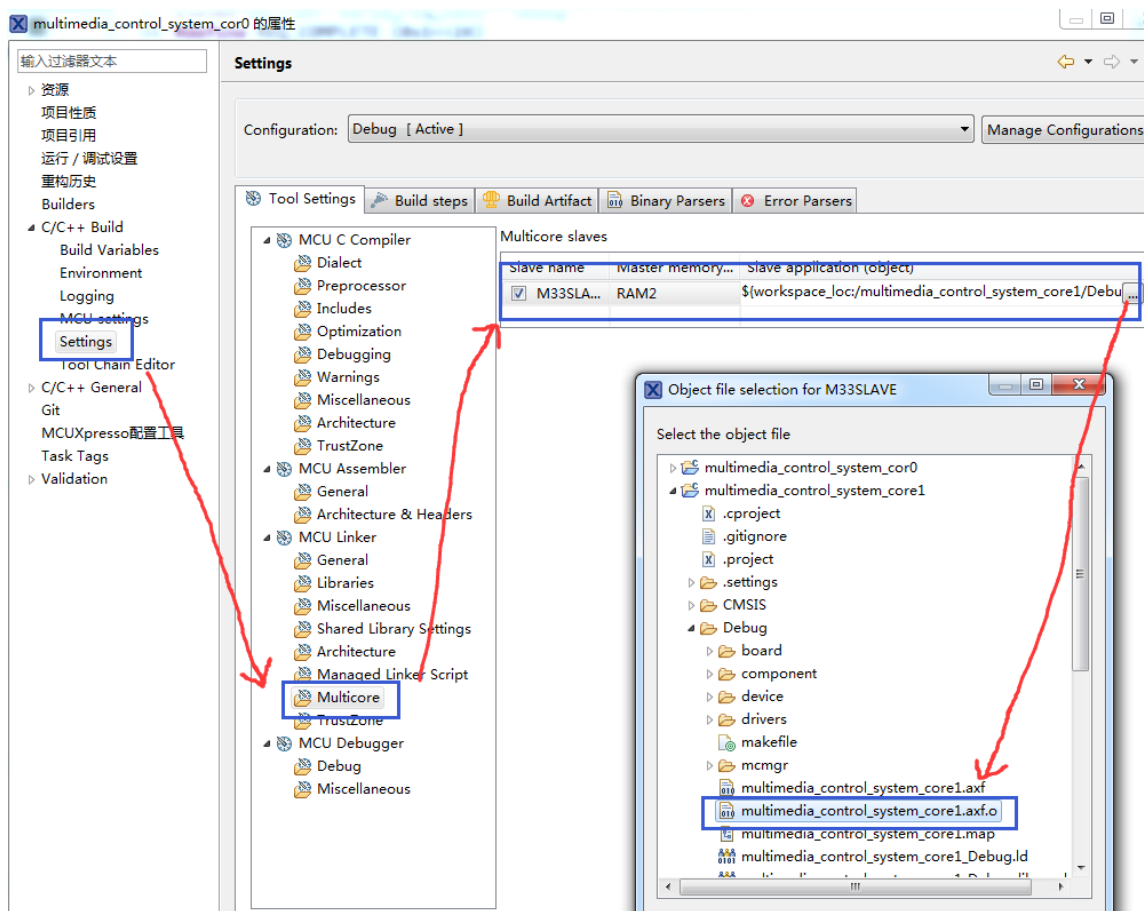 multimedia_control_system_cor0 的属性
输入过滤器文本
资源
项目性质
项目引用
运行 / 调试设置
重构历史
Builders
C/C++ Build
Build Variables
Environment
Logging
MCU settings
Settings
Tool Chain Editor
C/C++ General
Git
MCUXpresso配置工具
Task Tags
Validation
Settings
Configuration:
Debug [ Active ]
Manage Configurations
Tool Settings
Build steps
Build Artifact
Binary Parsers
Error Parsers
MCU C Compiler
Dialect
Preprocessor
Includes
Optimization
Debugging
Warnings
Miscellaneous
Architecture
TrustZone
MCU Assembler
General
Architecture & Headers
MCU Linker
General
Libraries
Miscellaneous
Shared Library Settings
Architecture
Managed Linker Script
Multicore
TrustZone
MCU Debugger
Debug
Miscellaneous
Multicore slaves
Slave name Master memory... Slave application (object)
M33SLA... RAM2 ${workspace_loc:/multimedia_control_system_core1/Debu ...
Object file selection for M33SLAVE
Select the object file
multimedia_control_system_cor0
multimedia_control_system_core1
.cproject
.gitignore
.project
.settings
CMSIS
Debug
board
component
device
drivers
makefile
mcmgr
multimedia_control_system_core1.axf
multimedia_control_system_core1.axf.o
multimedia_control_system_core1.map
multimedia_control_system_core1_Debug.ld